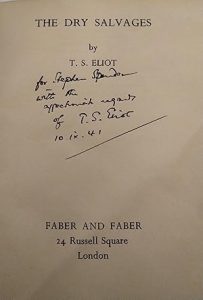 THE DRY SALVAGES
by
T. S. ELIOT
for Stephen Spender
with the
affectionate regards
of T. S. Eliot
10 ix. 41
FABER AND FABER
24 Russell Square
London